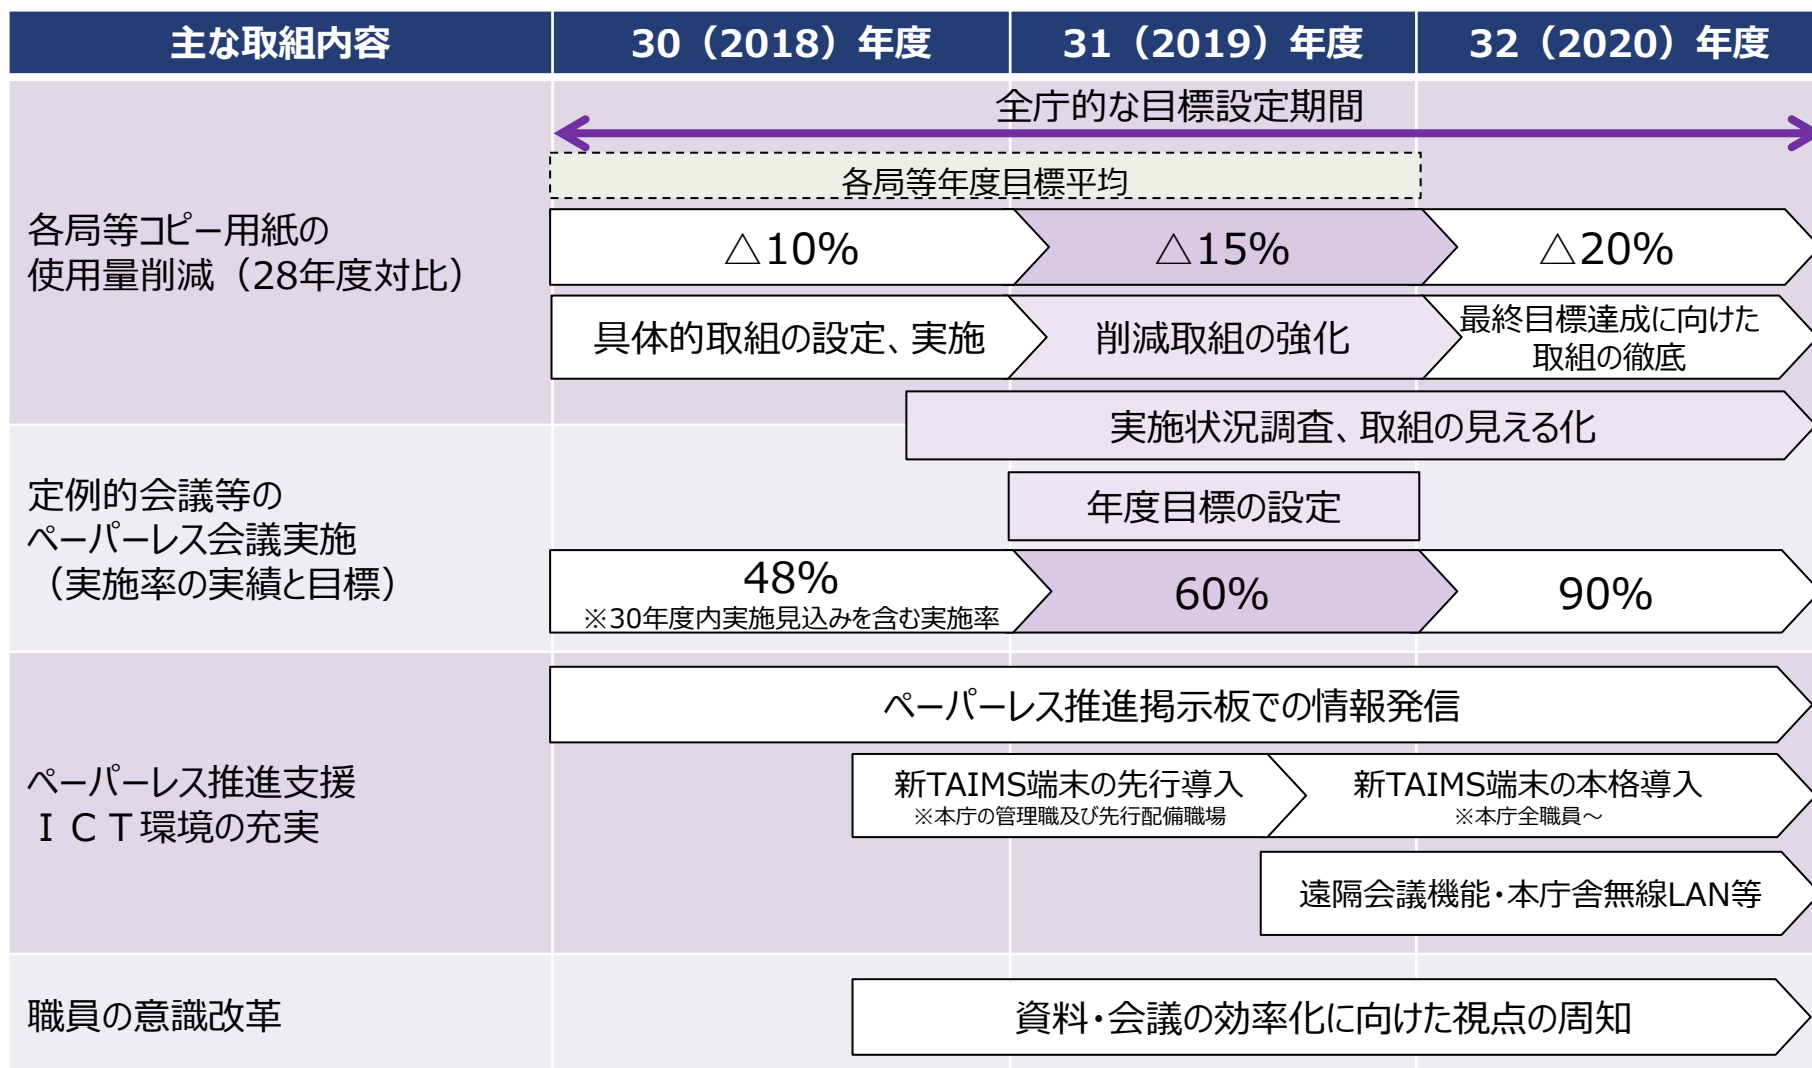 主な取組内容
30（2018）年度
31（2019）年度
32（2020）年度
全庁的な目標設定期間
各局等年度目標平均
各局等コピー用紙の
使用量削減（28年度対比）
△10%
△15%
△20%
具体的取組の設定、実施
削減取組の強化
最終目標達成に向けた
取組の徹底
実施状況調査、取組の見える化
定例的会議等の
ペーパーレス会議実施
（実施率の実績と目標）
年度目標の設定
48%
※30年度内実施見込みを含む実施率
60%
90%
ペーパーレス推進支援
ＩＣＴ環境の充実
ペーパーレス推進掲示板での情報発信
新TAIMS端末の先行導入
※本庁の管理職及び先行配備職場
新TAIMS端末の本格導入
※本庁全職員～
遠隔会議機能・本庁舎無線LAN等
職員の意識改革
資料・会議の効率化に向けた視点の周知